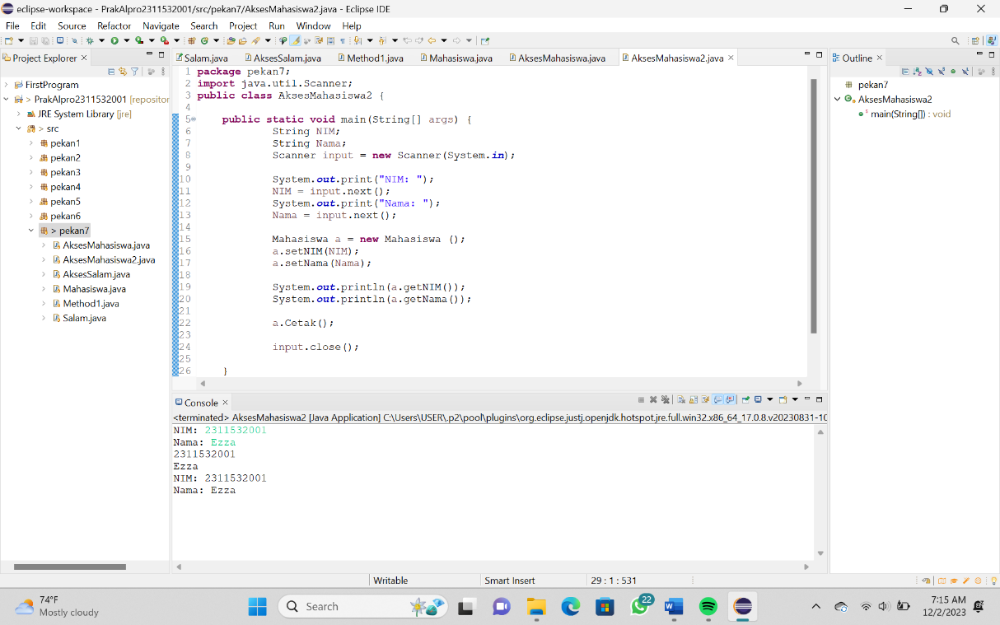 eclipse-workspace - PrakAlpro2311532001/src/pekan7/AksesMahasiswa2.java - Eclipse IDE
File Edit Source Refactor Navigate Search Project Run Window Help
Project Explorer
FirstProgram
> PrakAlpro2311532001 [repositor
JRE System Library [jre]
> src
pekan1
pekan2
pekan3
pekan4
pekan5
pekan6
> pekan7
AksesMahasiswa.java
AksesMahasiswa2.java
AksesSalam.java
Mahasiswa.java
Method1.java
Salam.java
Salam.java AksesSalam.java Method1.java Mahasiswa.java AksesMahasiswa.java AksesMahasiswa2.java
1 package pekan7;
2 import java.util.Scanner;
3 public class AksesMahasiswa2 {
4
5 public static void main(String[] args) {
6 String NIM;
7 String Nama;
8 Scanner input = new Scanner(System.in);
9
10 System.out.print("NIM: ");
11 NIM = input.next();
12 System.out.print("Nama: ");
13 Nama = input.next();
14
15 Mahasiswa a = new Mahasiswa ();
16 a.setNIM(NIM);
17 a.setNama(Nama);
18
19 System.out.println(a.getNIM());
20 System.out.println(a.getNama());
21
22 a.Cetak();
23
24 input.close();
25
26 }
Outline
pekan7
AksesMahasiswa2
main(String[]) : void
Console
<terminated> AksesMahasiswa2 [Java Application] C:\Users\USER\.p2\pool\plugins\org.eclipse.justj.openjdk.hotspot.jre.full.win32.x86_64_17.0.8.v20230831-10
NIM: 2311532001
Nama: Ezza
2311532001
Ezza
NIM: 2311532001
Nama: Ezza
Writable Smart Insert 29 : 1 : 531
74°F
Mostly cloudy
Search
22
7:15 AM
12/2/2023